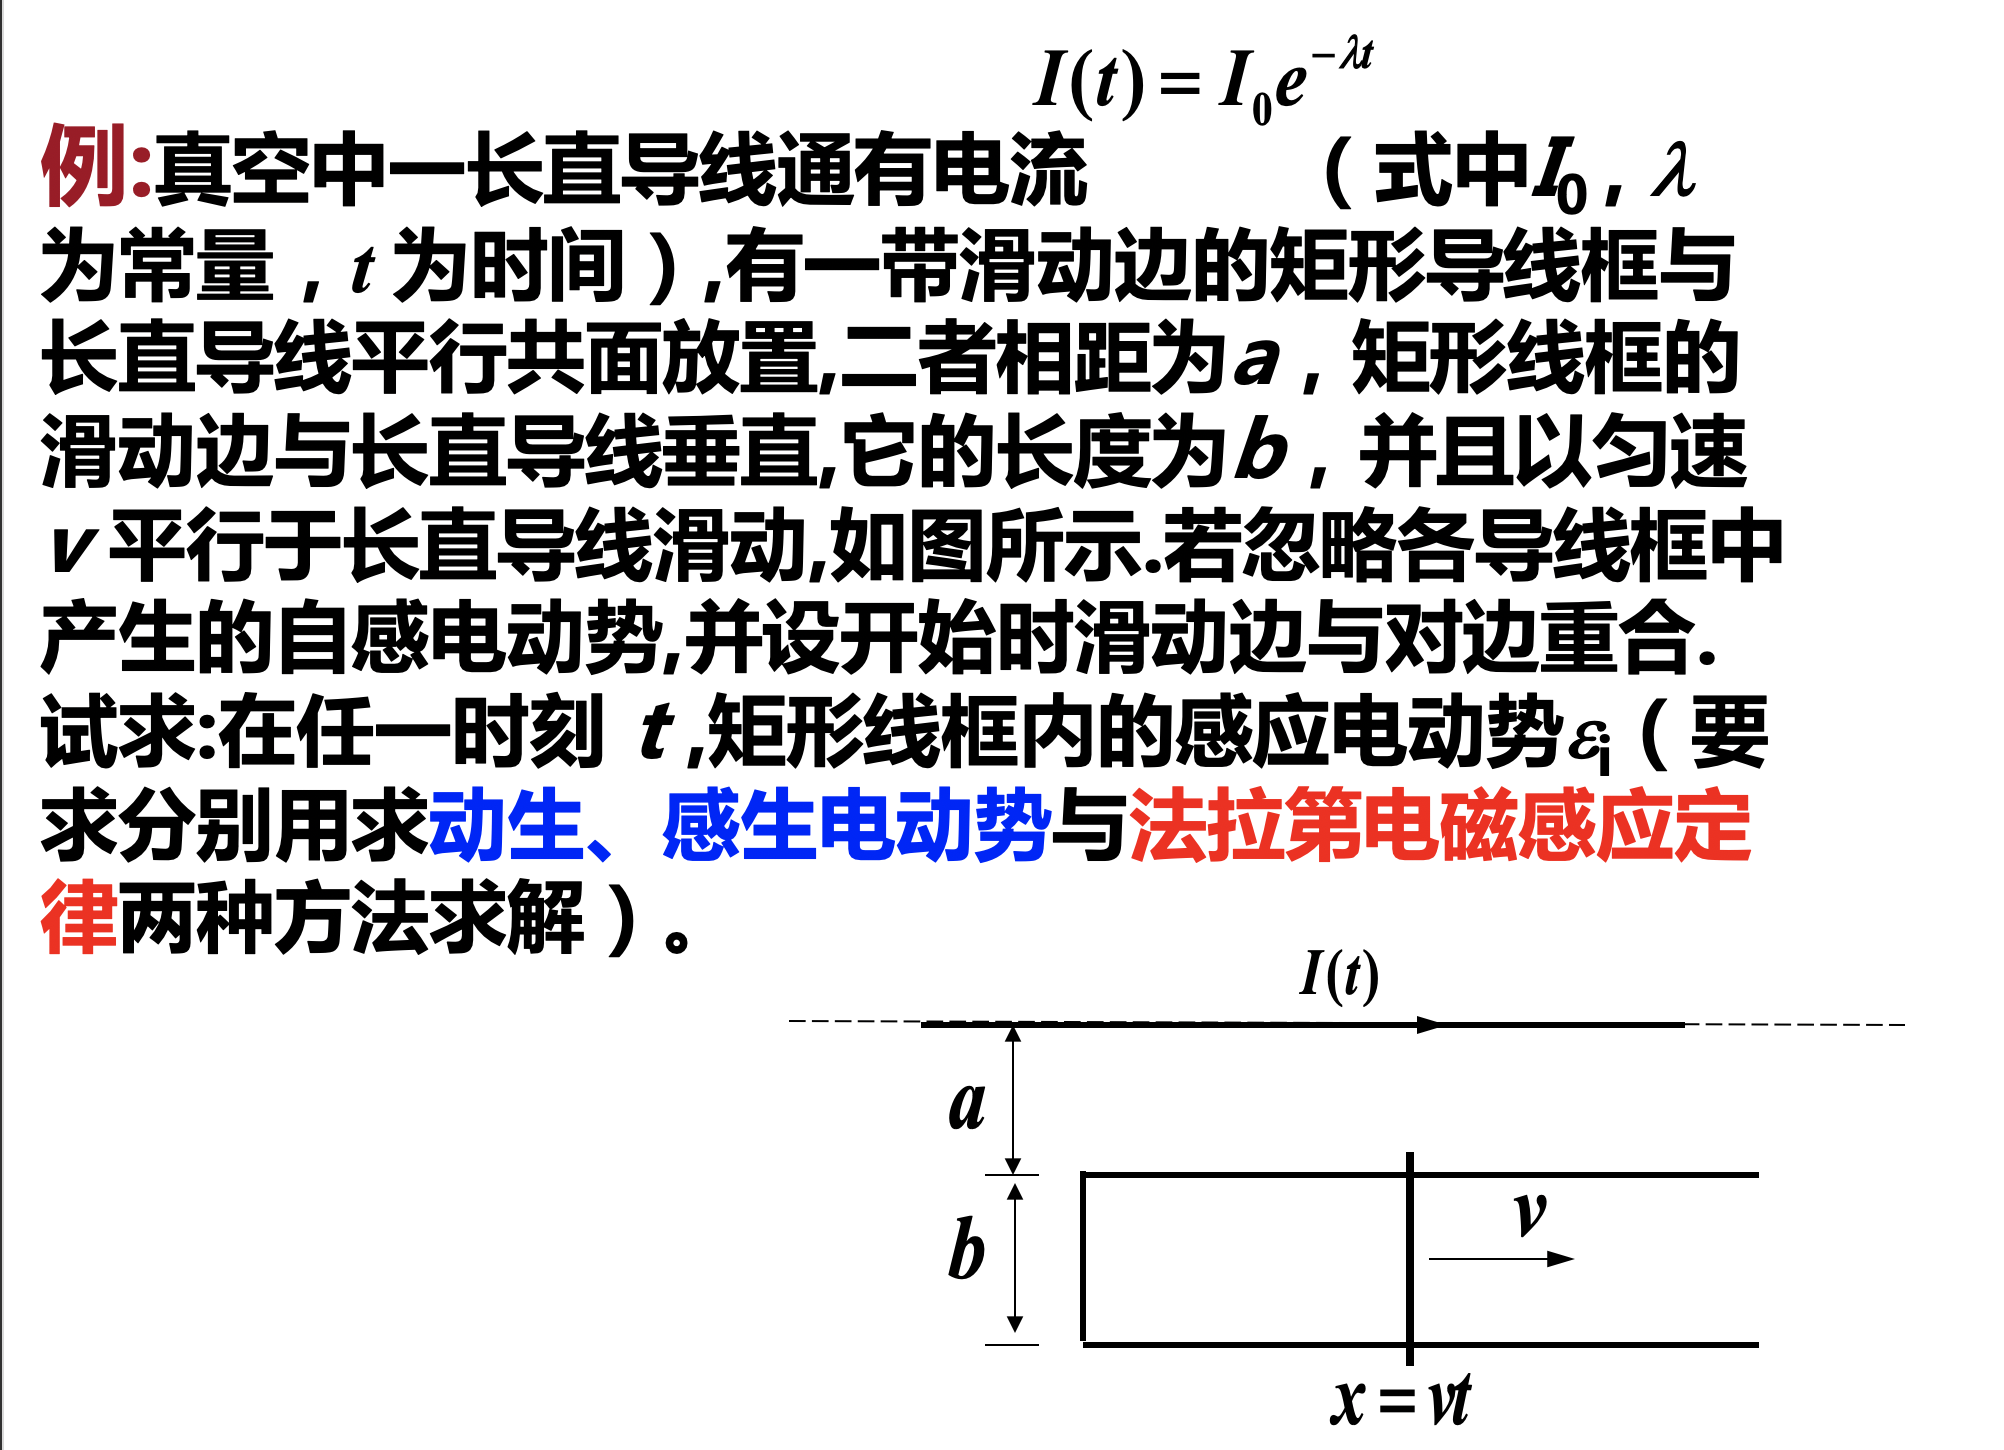 I(t) = I₀e^{-λt}
例:真空中一长直导线通有电流 （式中I₀，λ
为常量，t 为时间）,有一带滑动边的矩形导线框与
长直导线平行共面放置,二者相距为a，矩形线框的
滑动边与长直导线垂直,它的长度为b，并且以匀速
v 平行于长直导线滑动,如图所示.若忽略各导线框中
产生的自感电动势,并设开始时滑动边与对边重合.
试求:在任一时刻 t ,矩形线框内的感应电动势εi（要
求分别用求动生、感生电动势与法拉第电磁感应定
律两种方法求解）。
I(t)
a
b
v
x = vt